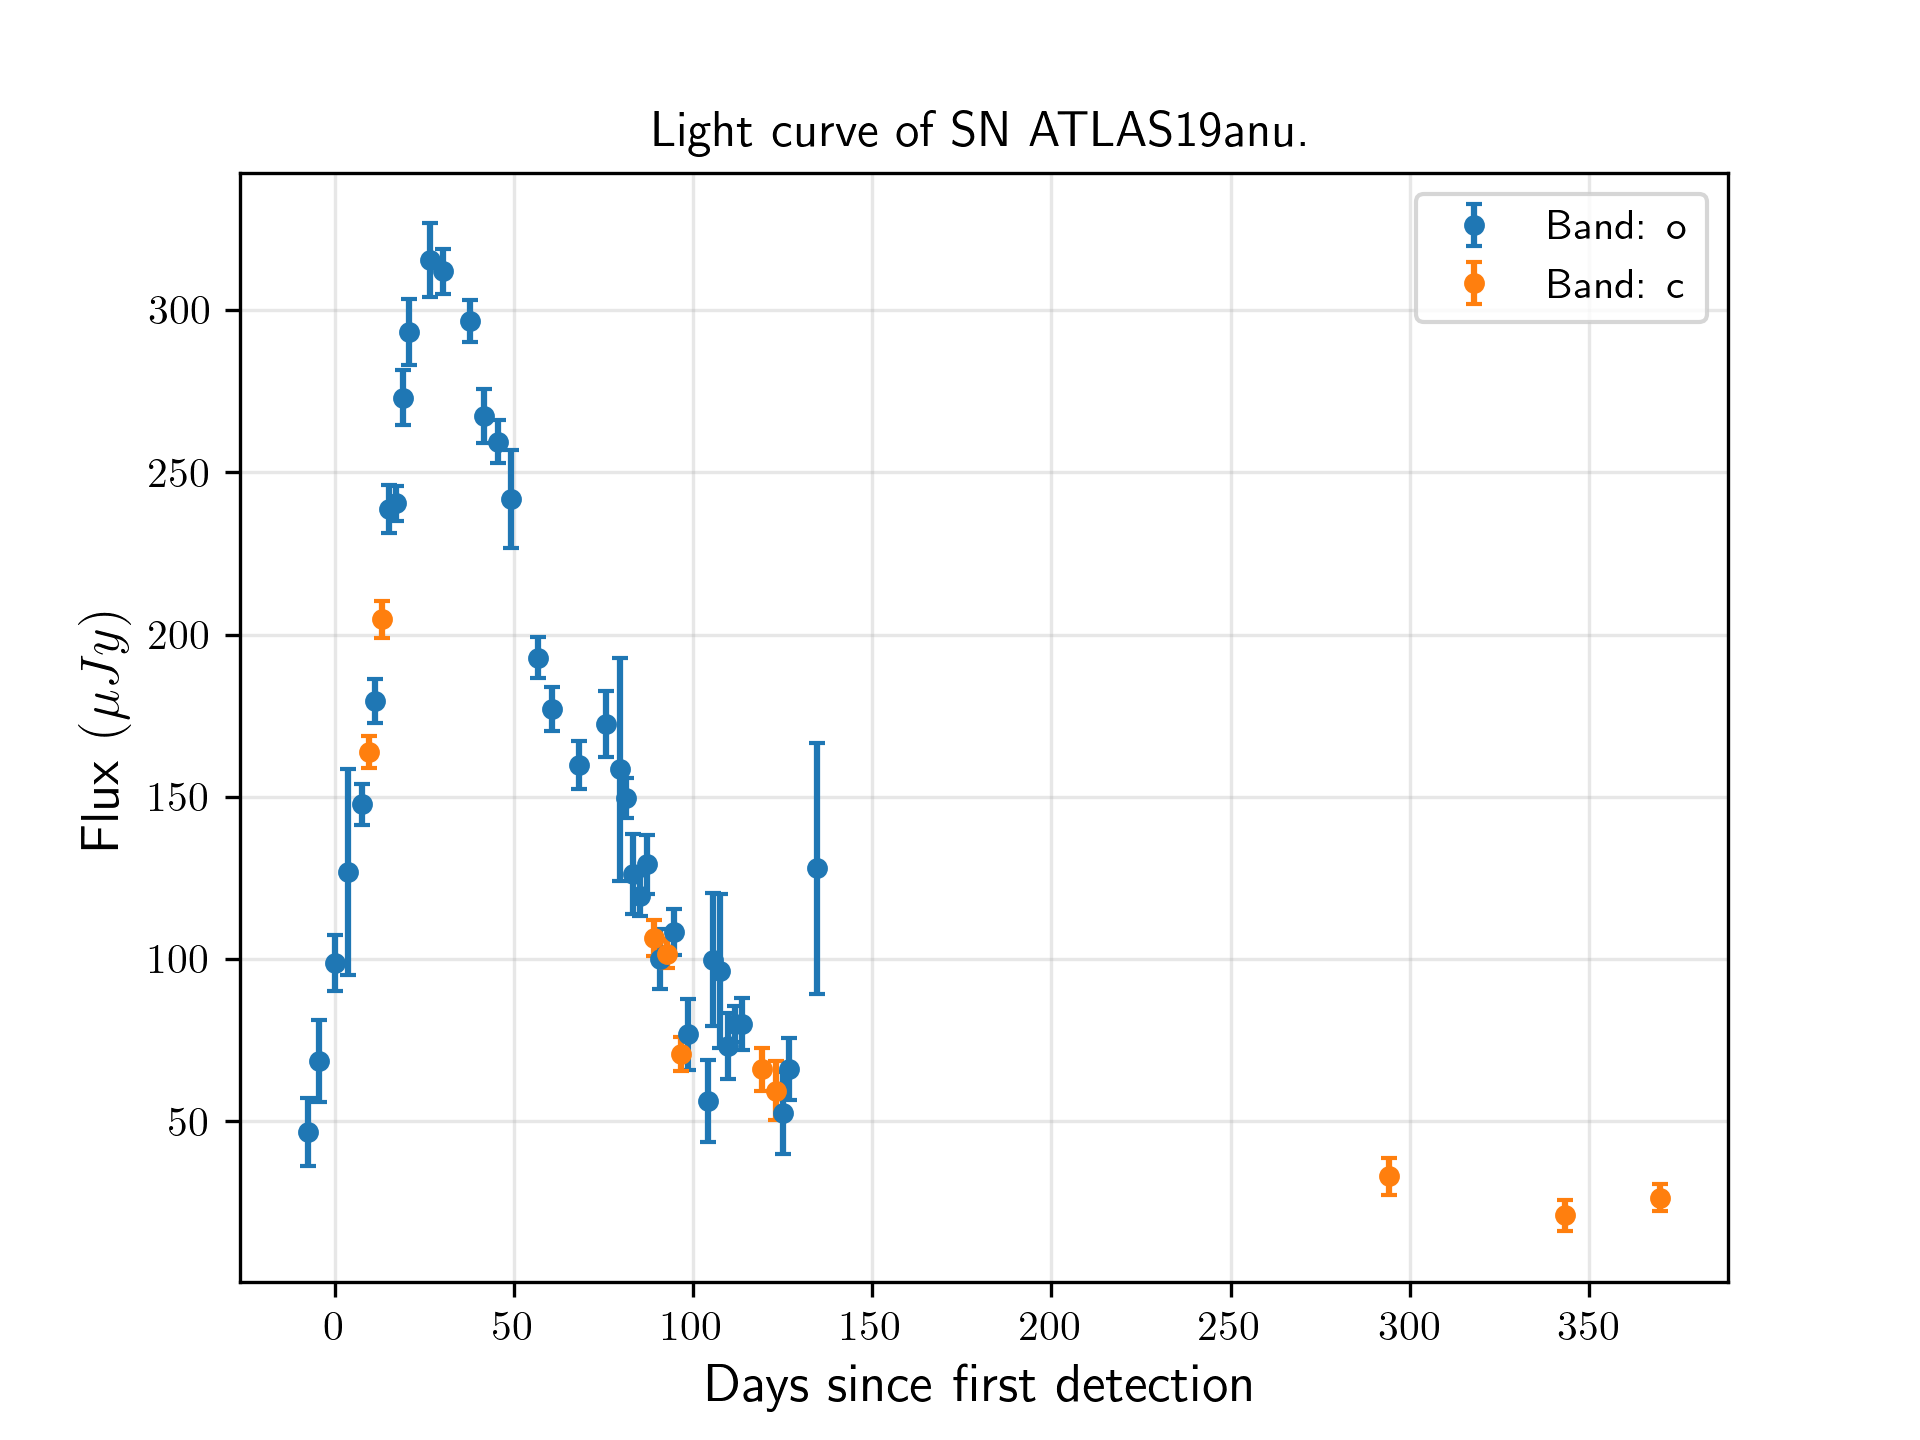 Light curve of SN ATLAS19anu.
Band: o
Band: c
300
250
200
150
100
50
Flux (μJy)
0 50 100 150 200 250 300 350
Days since first detection